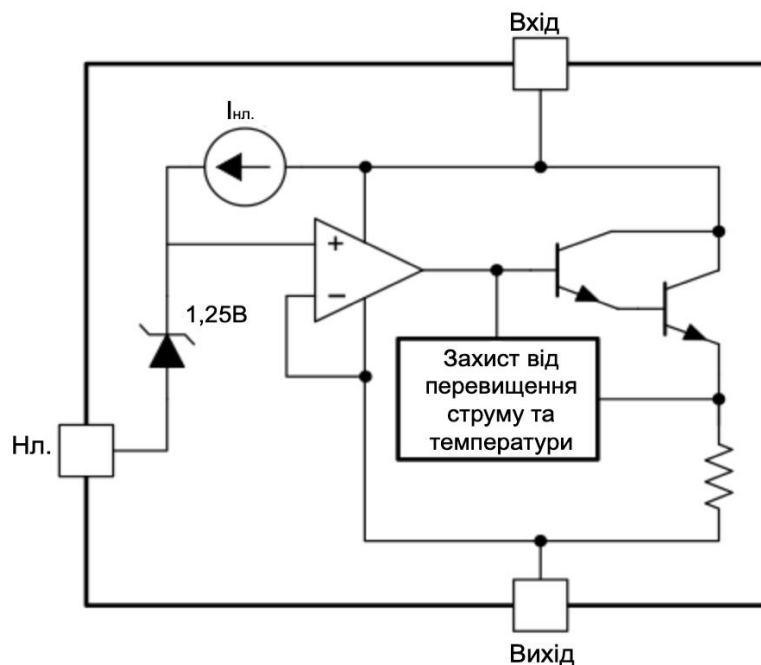 Вхід
Iнл.
+
−
1,25В
Захист від
перевищення
струму та
температури
Нл.
Вихід